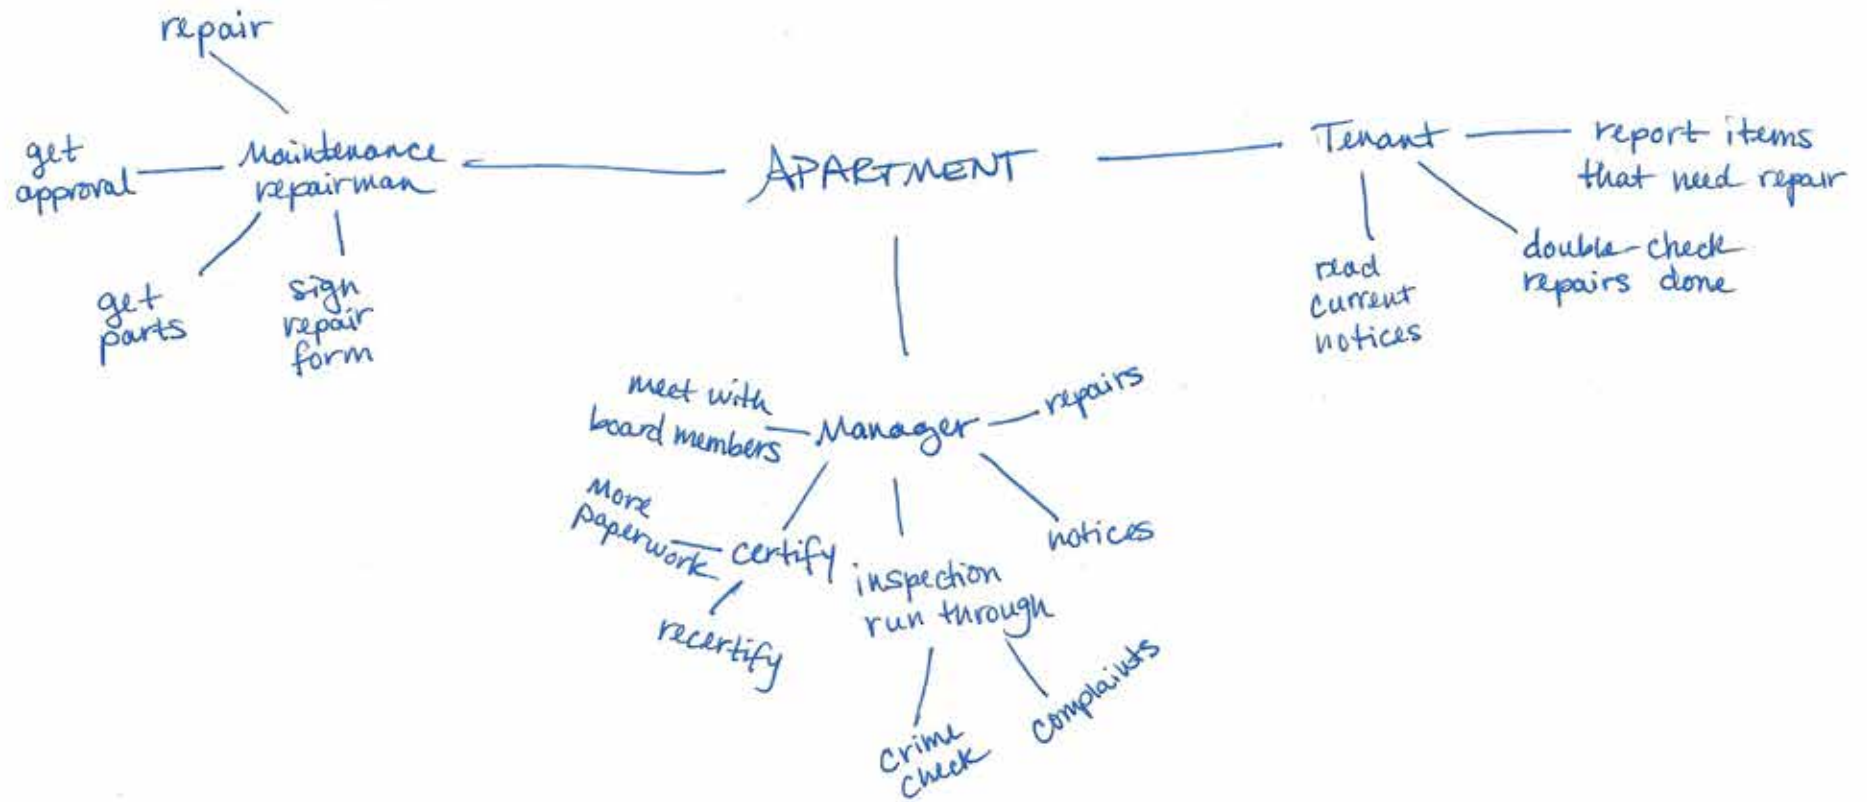 repair
get
approval
Maintenance
repairman
get
parts
sign
repair
form
APARTMENT
Tenant
report items
that need repair
double-check
repairs done
read
current
notices
Manager
meet with
board members
repairs
notices
certify
More
paperwork
recertify
inspection
run through
crime
check
complaints